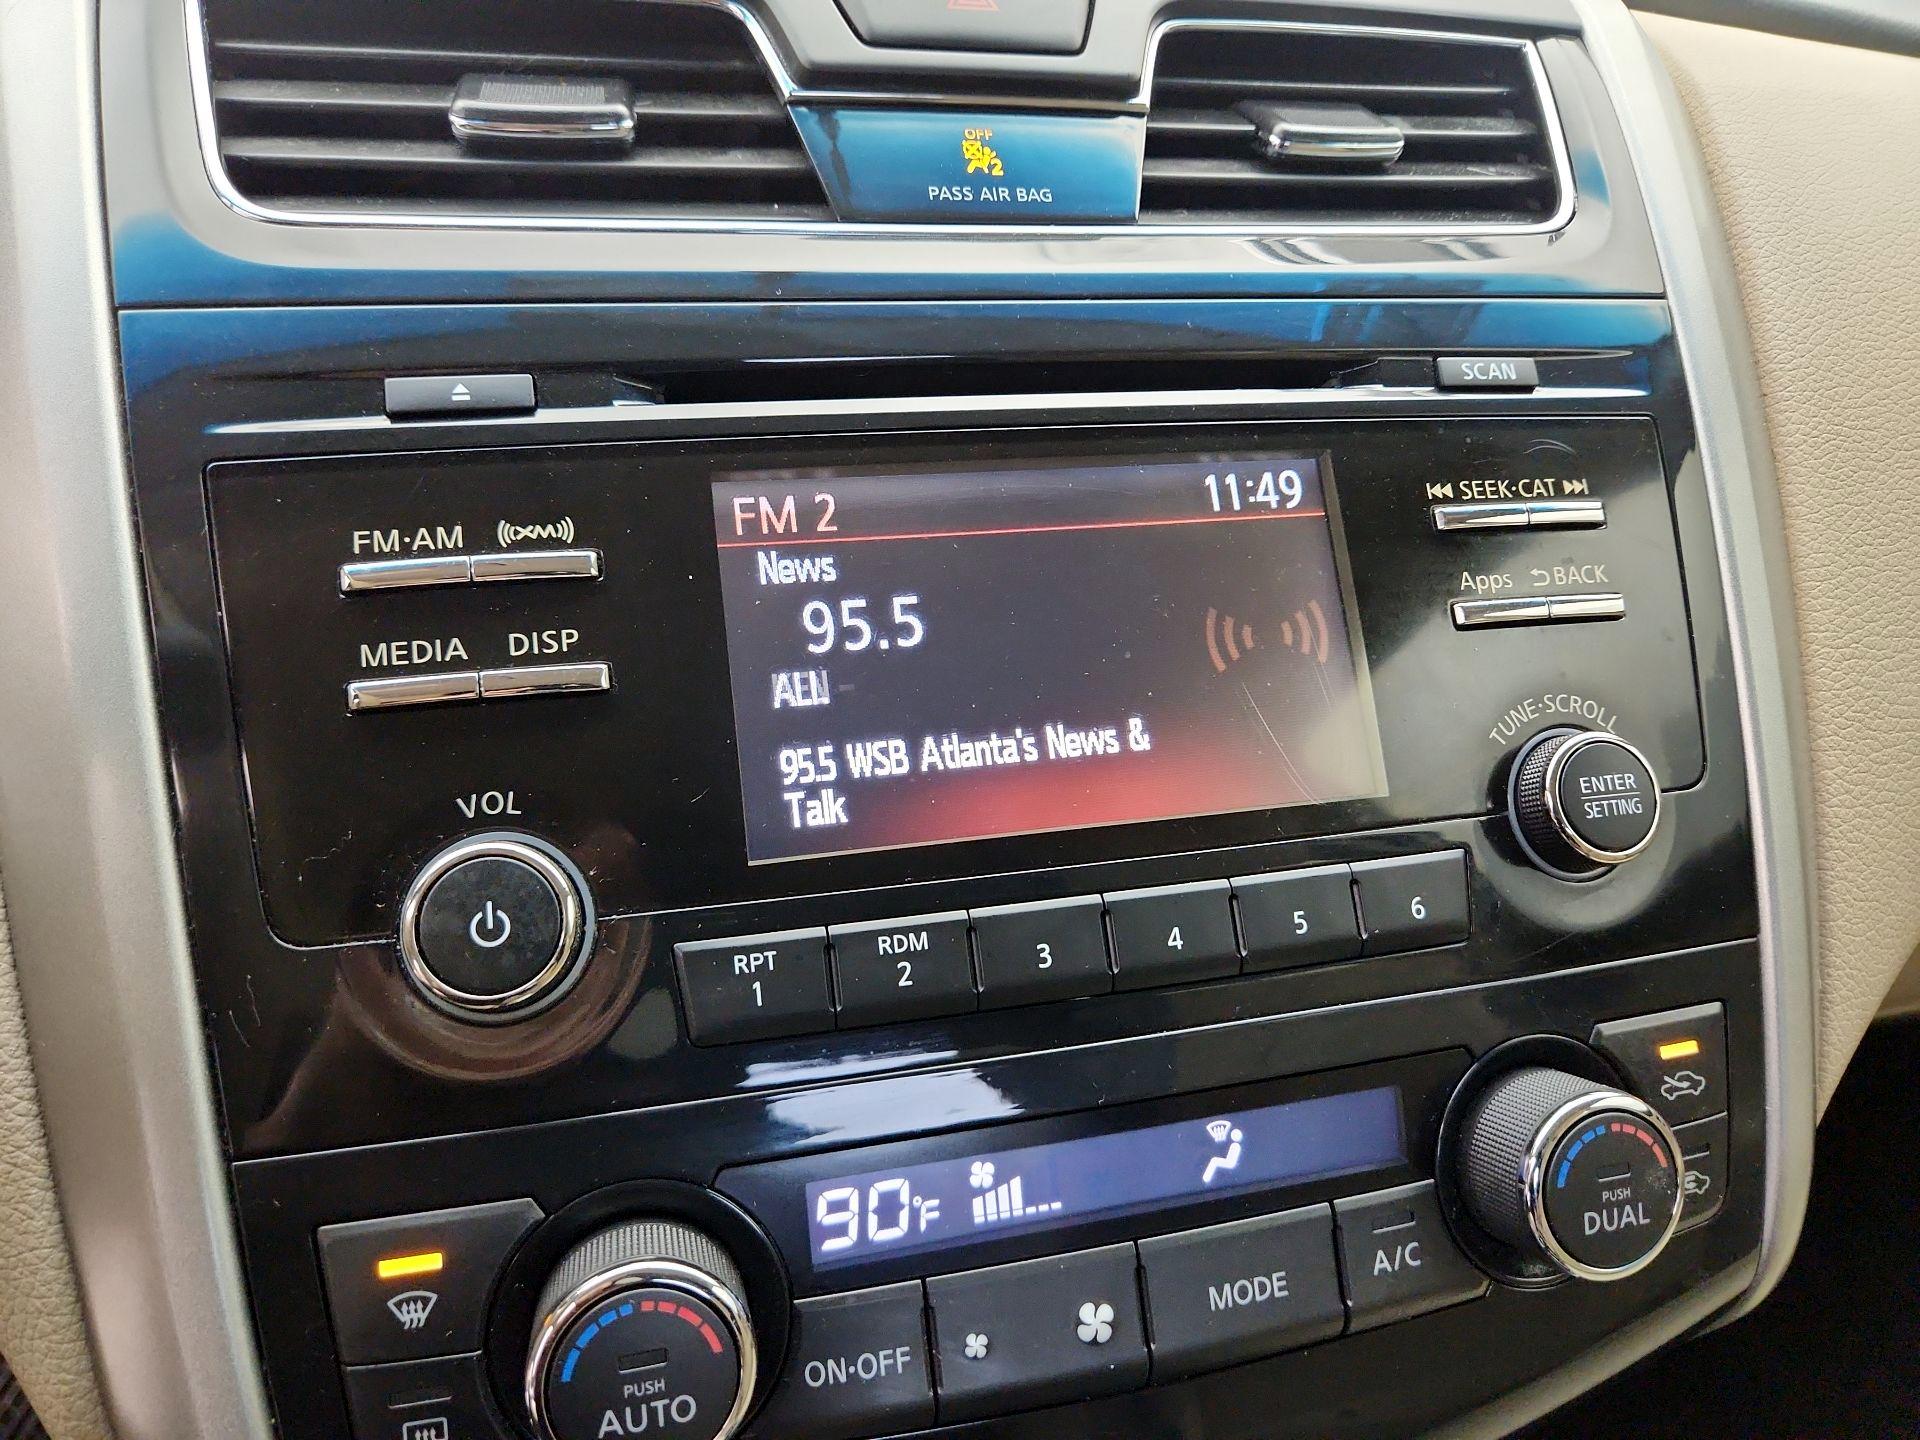 OFF
2
PASS AIR BAG
SCAN
FM·AM
((XM))
FM 2
11:49
SEEK·CAT
News
95.5
Apps
BACK
MEDIA
DISP
95.5 WSB Atlanta's News &
Talk
TUNE·SCROLL
ENTER
SETTING
VOL
RPT
1
RDM
2
3
4
5
6
90°F
PUSH
DUAL
ON·OFF
MODE
A/C
PUSH
AUTO